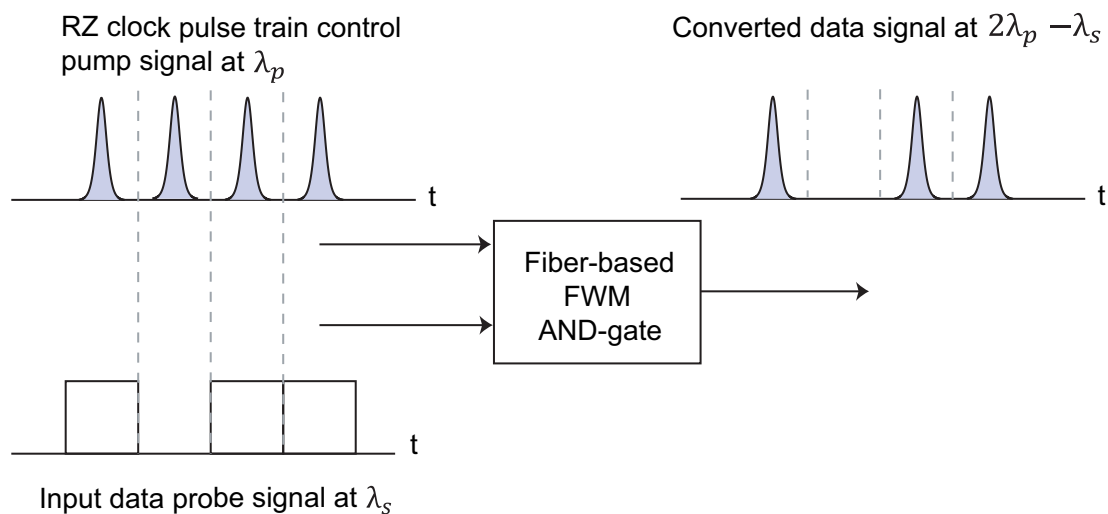 RZ clock pulse train control
pump signal at λₚ
Converted data signal at 2λₚ −λₛ
t
t
Fiber-based
FWM
AND-gate
t
Input data probe signal at λₛ